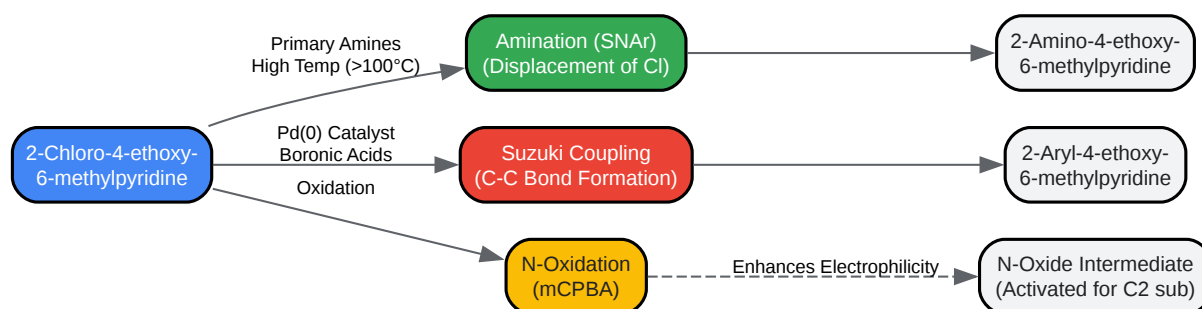 Primary Amines
High Temp (>100°C)
Amination (SNAr)
(Displacement of Cl)
2-Amino-4-ethoxy-
6-methylpyridine
2-Chloro-4-ethoxy-
6-methylpyridine
Pd(0) Catalyst
Boronic Acids
Suzuki Coupling
(C-C Bond Formation)
2-Aryl-4-ethoxy-
6-methylpyridine
Oxidation
N-Oxidation
(mCPBA)
Enhances Electrophilicity
N-Oxide Intermediate
(Activated for C2 sub)